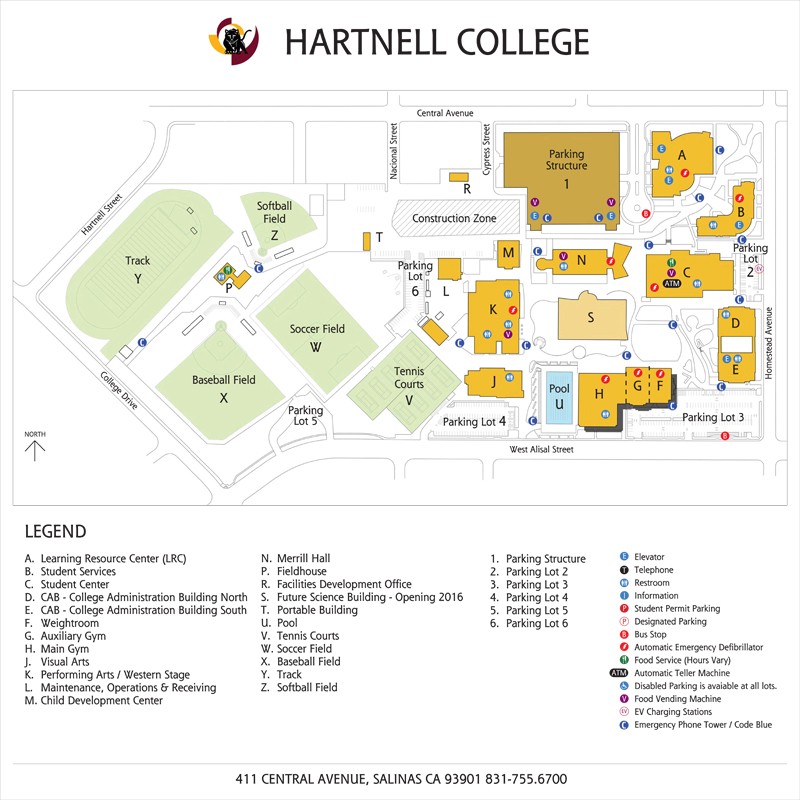 HARTNELL COLLEGE
Central Avenue
Nacional Street
Cypress Street
Hartnell Street
College Drive
Homestead Avenue
West Alisal Street
Parking
Structure
1
A
B
R
Construction Zone
Softball
Field
Z
T
Track
Y
P
Parking
Lot
6
L
M
N
C
ATM
Parking
Lot
2
EV
Soccer Field
W
K
S
D
E
Baseball Field
X
Tennis
Courts
V
J
Pool
U
H
G
F
Parking
Lot 5
Parking Lot 4
Parking Lot 3
NORTH
LEGEND
A. Learning Resource Center (LRC)
B. Student Services
C. Student Center
D. CAB - College Administration Building North
E. CAB - College Administration Building South
F. Weightroom
G. Auxiliary Gym
H. Main Gym
J. Visual Arts
K. Performing Arts / Western Stage
L. Maintenance, Operations & Receiving
M. Child Development Center
N. Merrill Hall
P. Fieldhouse
R. Facilities Development Office
S. Future Science Building - Opening 2016
T. Portable Building
U. Pool
V. Tennis Courts
W. Soccer Field
X. Baseball Field
Y. Track
Z. Softball Field
1. Parking Structure
2. Parking Lot 2
3. Parking Lot 3
4. Parking Lot 4
5. Parking Lot 5
6. Parking Lot 6
E Elevator
T Telephone
Restroom
i Information
P Student Permit Parking
P Designated Parking
B Bus Stop
Automatic Emergency Defibrillator
Food Service (Hours Vary)
ATM Automatic Teller Machine
Disabled Parking is avaiable at all lots.
V Food Vending Machine
EV EV Charging Stations
C Emergency Phone Tower / Code Blue
411 CENTRAL AVENUE, SALINAS CA 93901 831-755.6700